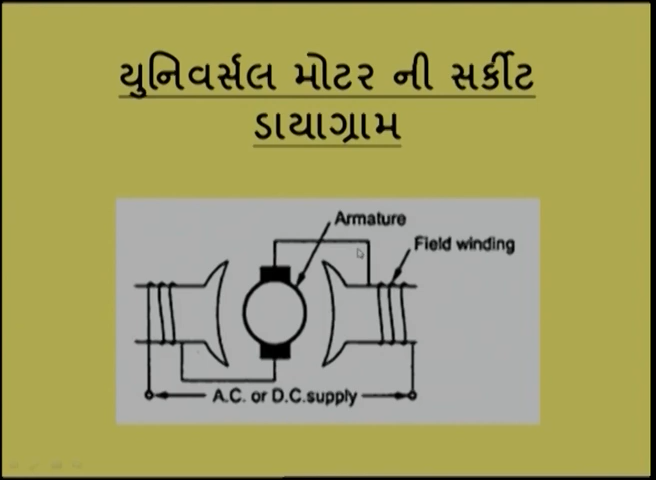 યુનિવર્સલ મોટર ની સર્કીટ
ડાયાગ્રામ
Armature
Field winding
A.C. or D.C.supply